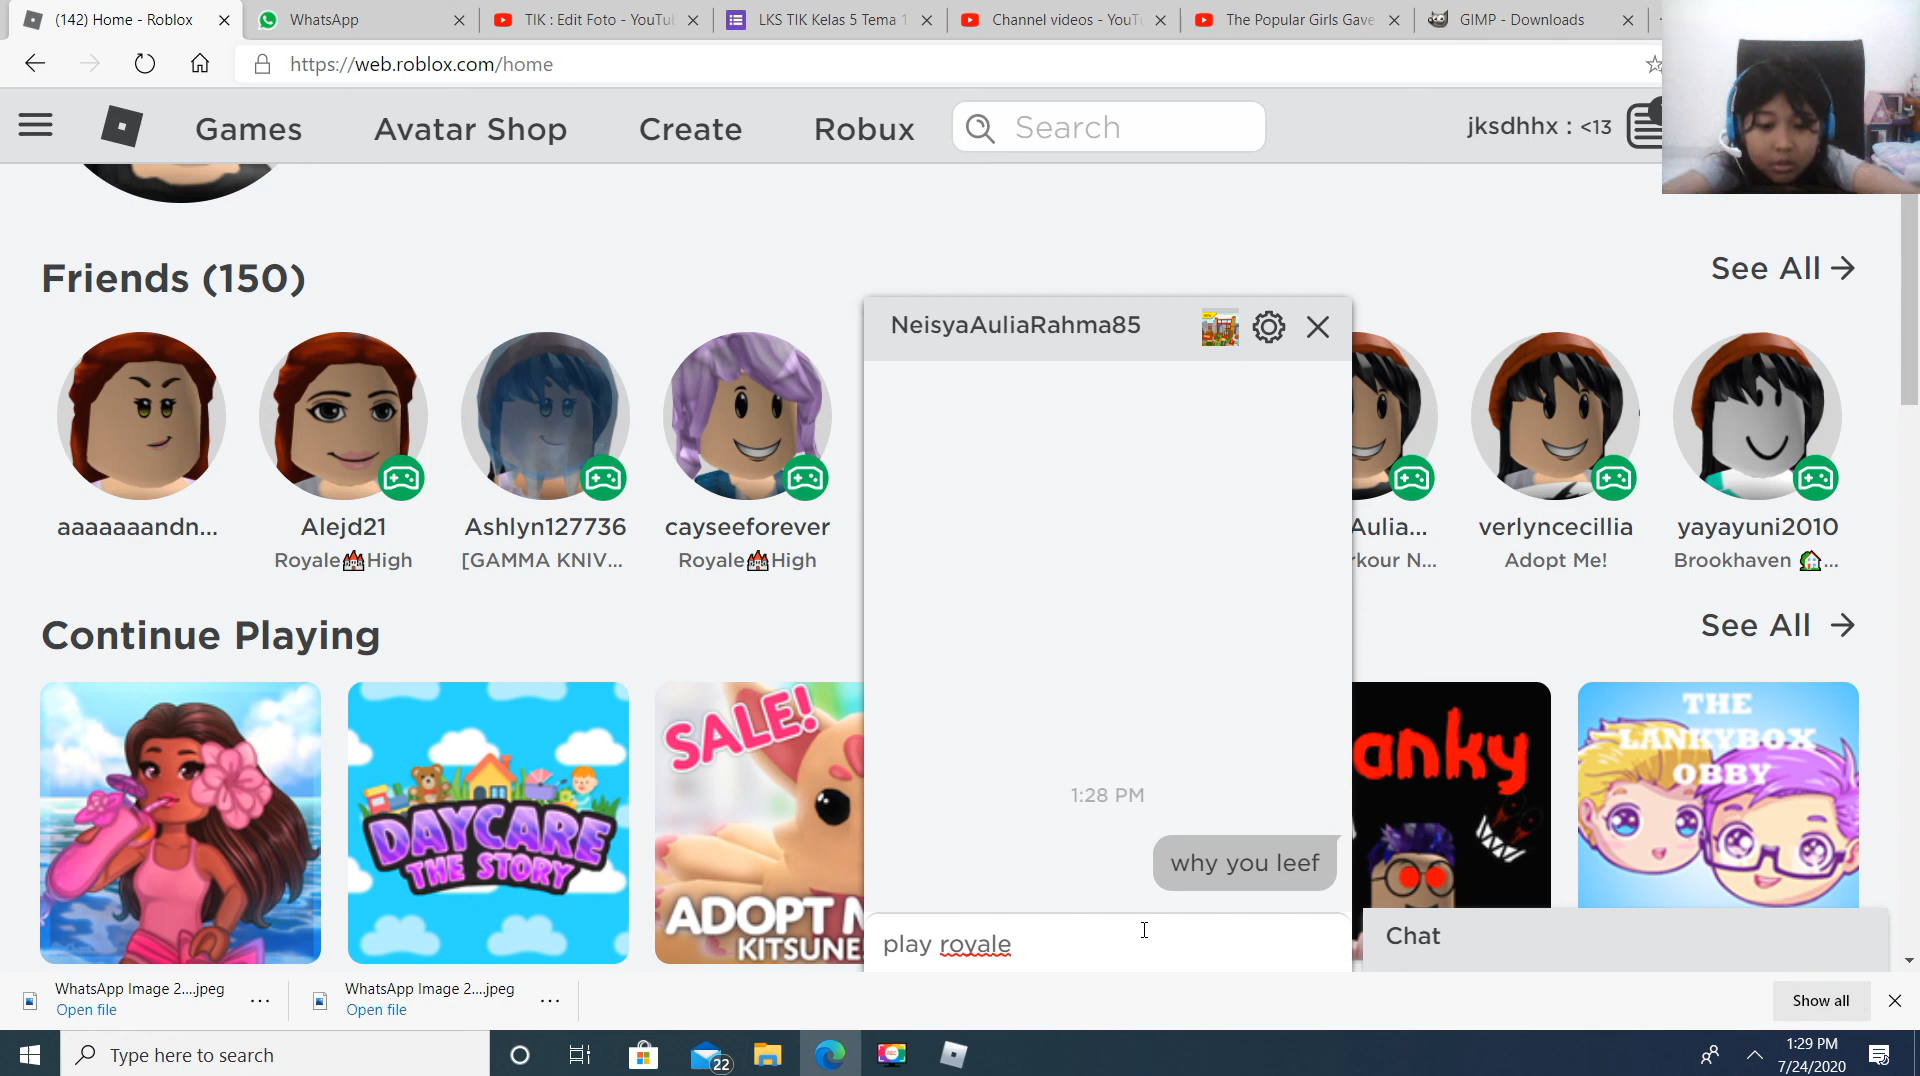 (142) Home - Roblox
WhatsApp
TIK : Edit Foto - YouTu
LKS TIK Kelas 5 Tema 1
Channel videos - YouTu
The Popular Girls Gave
GIMP - Downloads
https://web.roblox.com/home
Games
Avatar Shop
Create
Robux
Search
jksdhhx : <13
Friends (150)
See All
NeisyaAuliaRahma85
aaaaaaandn...
Alejd21
Ashlyn127736
cayseeforever
Aulia...
verlyncecillia
yayayuni2010
Royale🏰High
[GAMMA KNIV...
Royale🏰High
rkour N...
Adopt Me!
Brookhaven 🏡...
Continue Playing
See All
DAYCARE
THE STORY
SALE!
ADOPT M
KITSUNE
anky
THE
LANKYBOX
OBBY
1:28 PM
why you leef
play royale
Chat
WhatsApp Image 2....jpeg
Open file
WhatsApp Image 2....jpeg
Open file
Show all
Type here to search
22
1:29 PM
7/24/2020